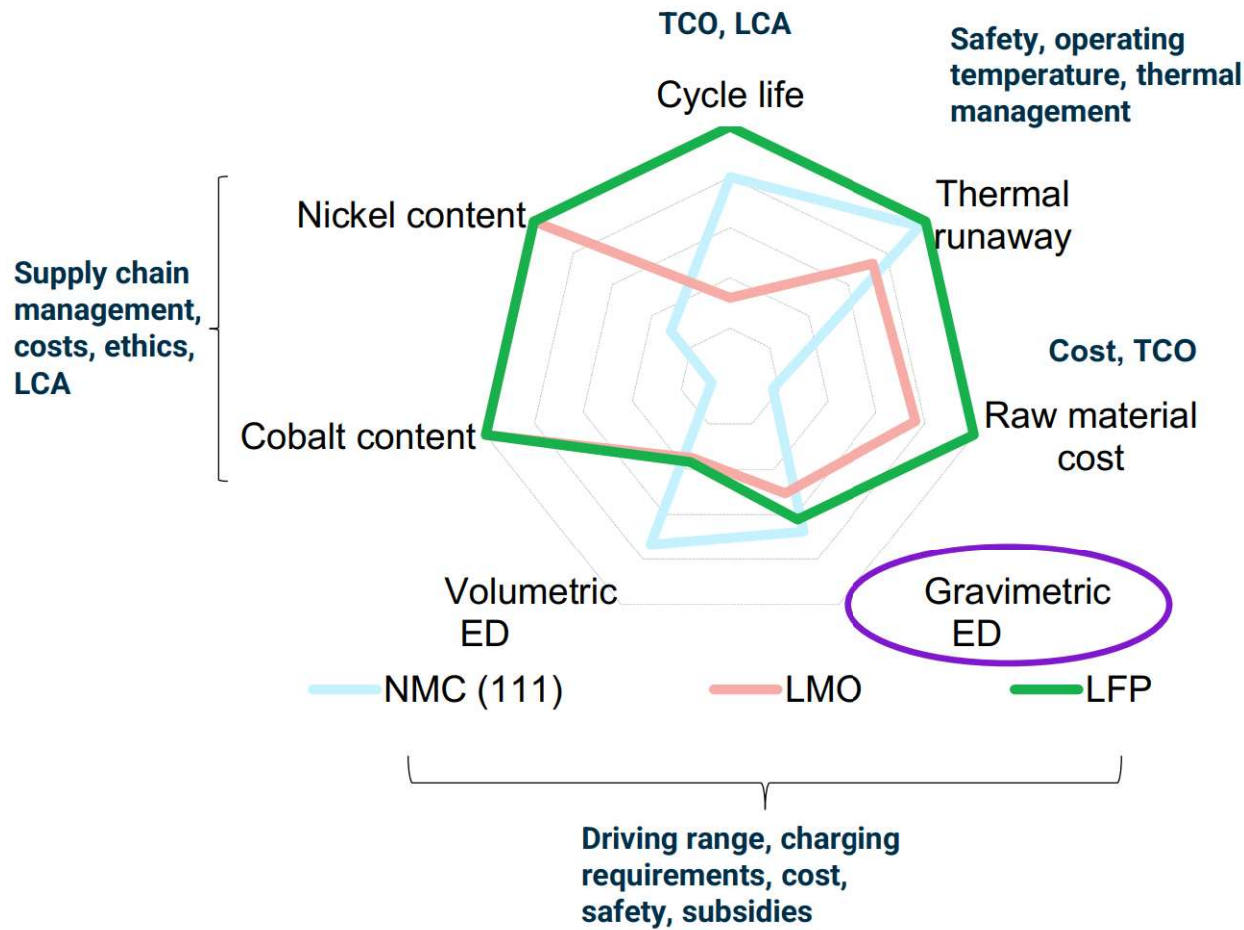 TCO, LCA
Safety, operating
temperature, thermal
management
Cycle life
Thermal
runaway
Nickel content
Supply chain
management,
costs, ethics,
LCA
Cost, TCO
Raw material
cost
Cobalt content
Volumetric
ED
Gravimetric
ED
NMC (111)
LMO
LFP
Driving range, charging
requirements, cost,
safety, subsidies